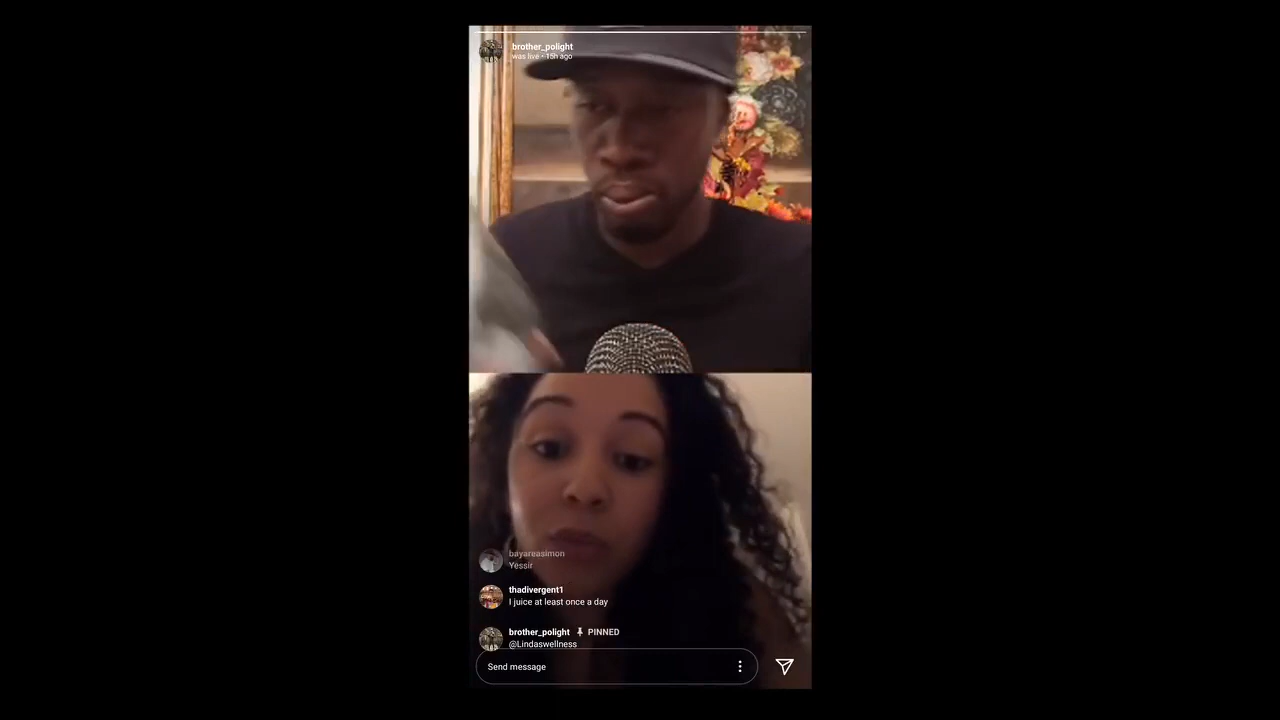 brother_polight
was live • 15h ago
bayareasimon
Yessir
thadivergent1
I juice at least once a day
brother_polight PINNED
@Lindaswellness
Send message